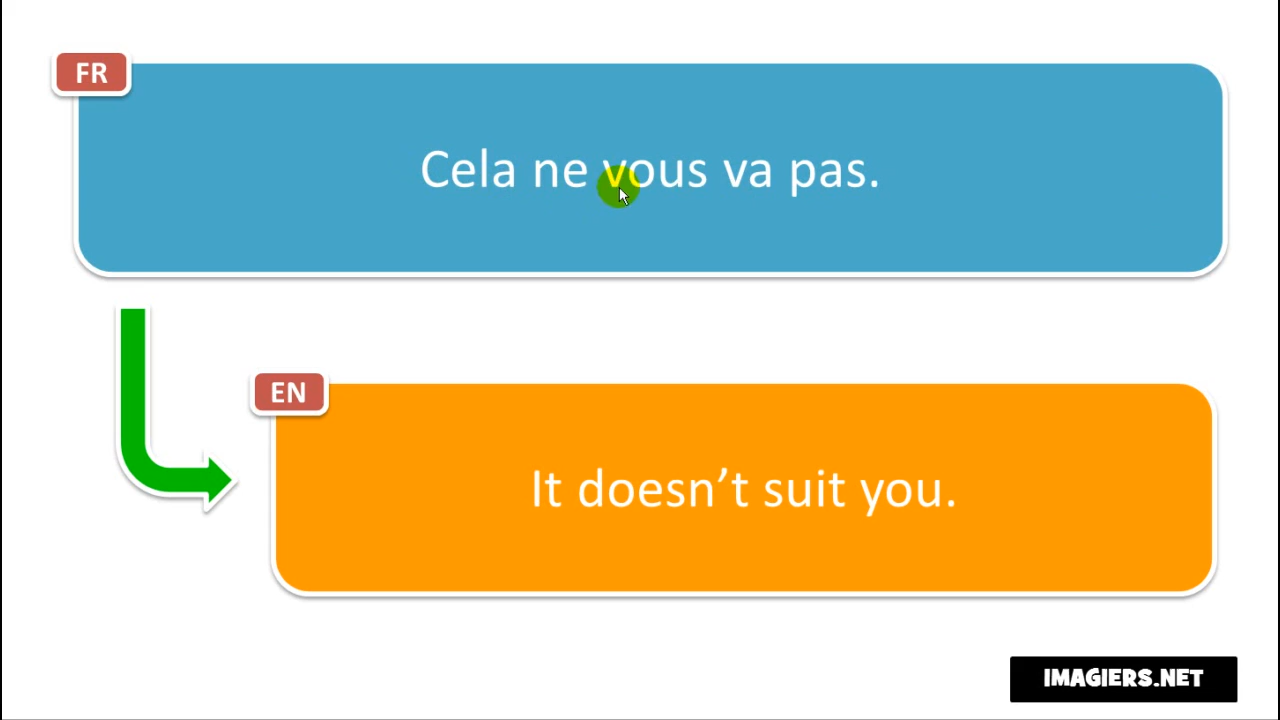 FR
Cela ne vous va pas.
EN
It doesn’t suit you.
IMAGIERS.NET